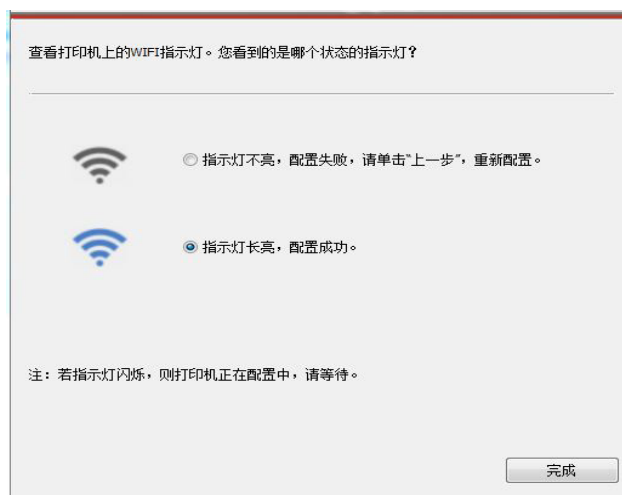 查看打印机上的WIFI指示灯。您看到的是哪个状态的指示灯?
指示灯不亮，配置失败，请单击"上一步"，重新配置。
指示灯长亮，配置成功。
注：若指示灯闪烁，则打印机正在配置中，请等待。
完成